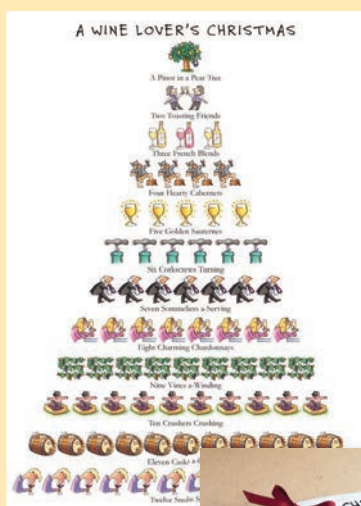 A WINE LOVER'S CHRISTMAS
A Pinot in a Pear Tree
Two Toasting Friends
Three French Blends
Four Hearty Cabernets
Five Golden Sauternes
Six Corkscrews Turning
Seven Sommeliers a-Serving
Eight Charming Chardonnays
Nine Vines a-Winding
Ten Crushers Crushing
Eleven Casks
Twelve